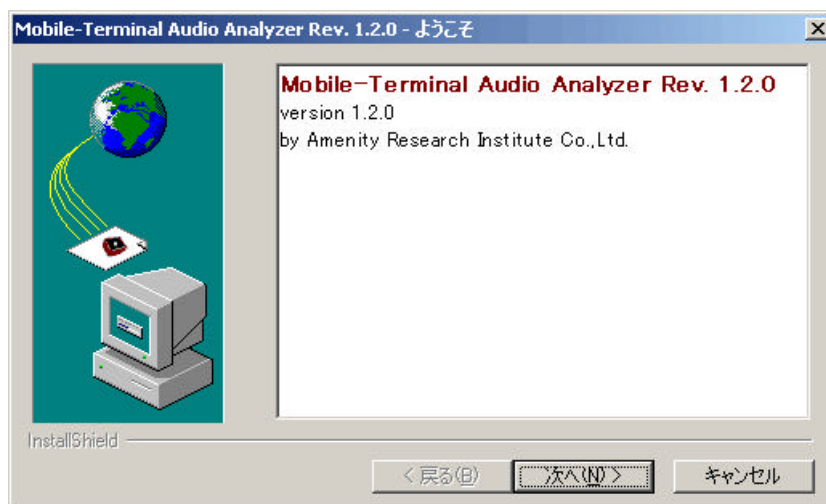 Mobile-Terminal Audio Analyzer Rev. 1.2.0 - ようこそ
Mobile-Terminal Audio Analyzer Rev. 1.2.0
version 1.2.0
by Amenity Research Institute Co.,Ltd.
InstallShield
< 戻る(B)
次へ(N) >
キャンセル